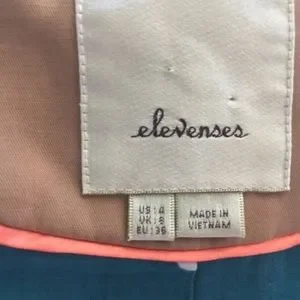 elevenses
US: 4
UK: 8
EU: 36
MADE IN
VIETNAM